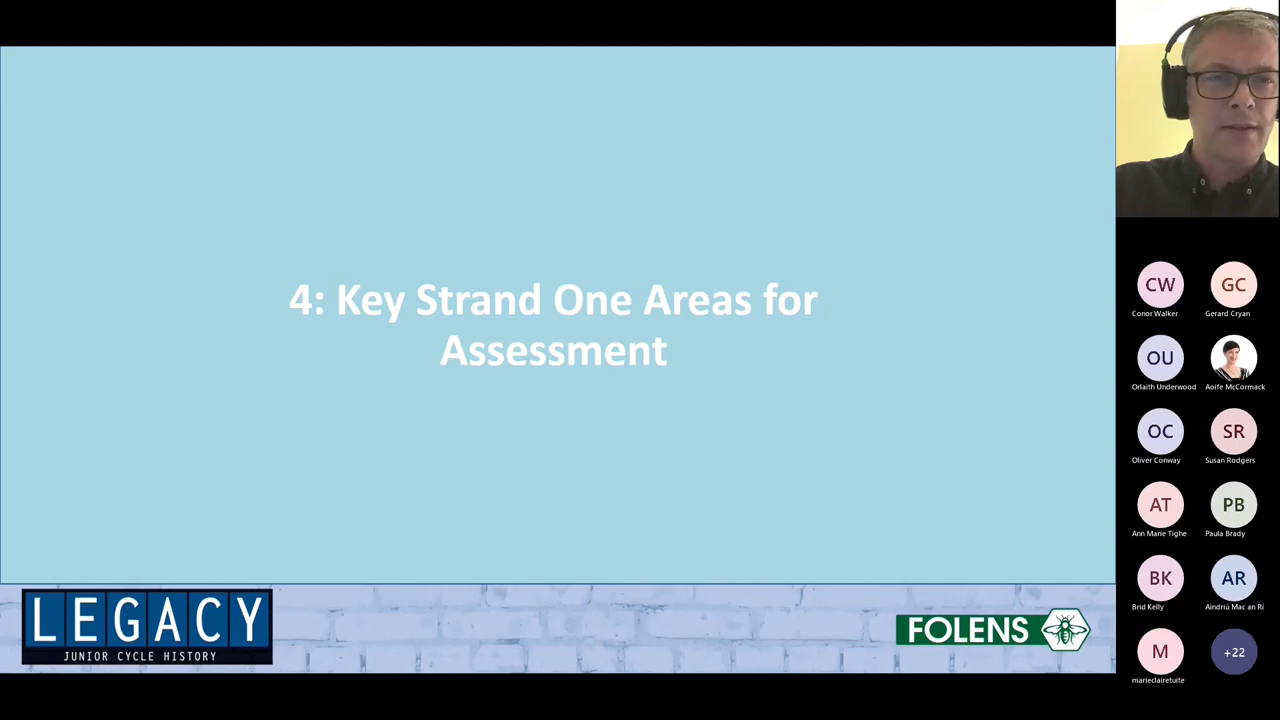 4: Key Strand One Areas for
Assessment
LEGACY
JUNIOR CYCLE HISTORY
FOLENS
CW
Conor Walker
GC
Gerard Cryan
OU
Orlaith Underwood
Aoife McCormack
OC
Oliver Conway
SR
Susan Rodgers
AT
Ann Marie Tighe
PB
Paula Brady
BK
Brid Kelly
AR
Aindriú Mac an Rí
M
marieclairetuite
+22